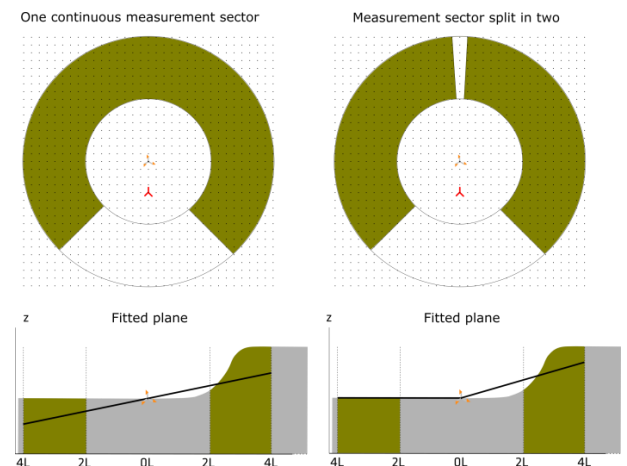 One continuous measurement sector
Measurement sector split in two
z
Fitted plane
4L 2L 0L 2L 4L
z
Fitted plane
4L 2L 0L 2L 4L